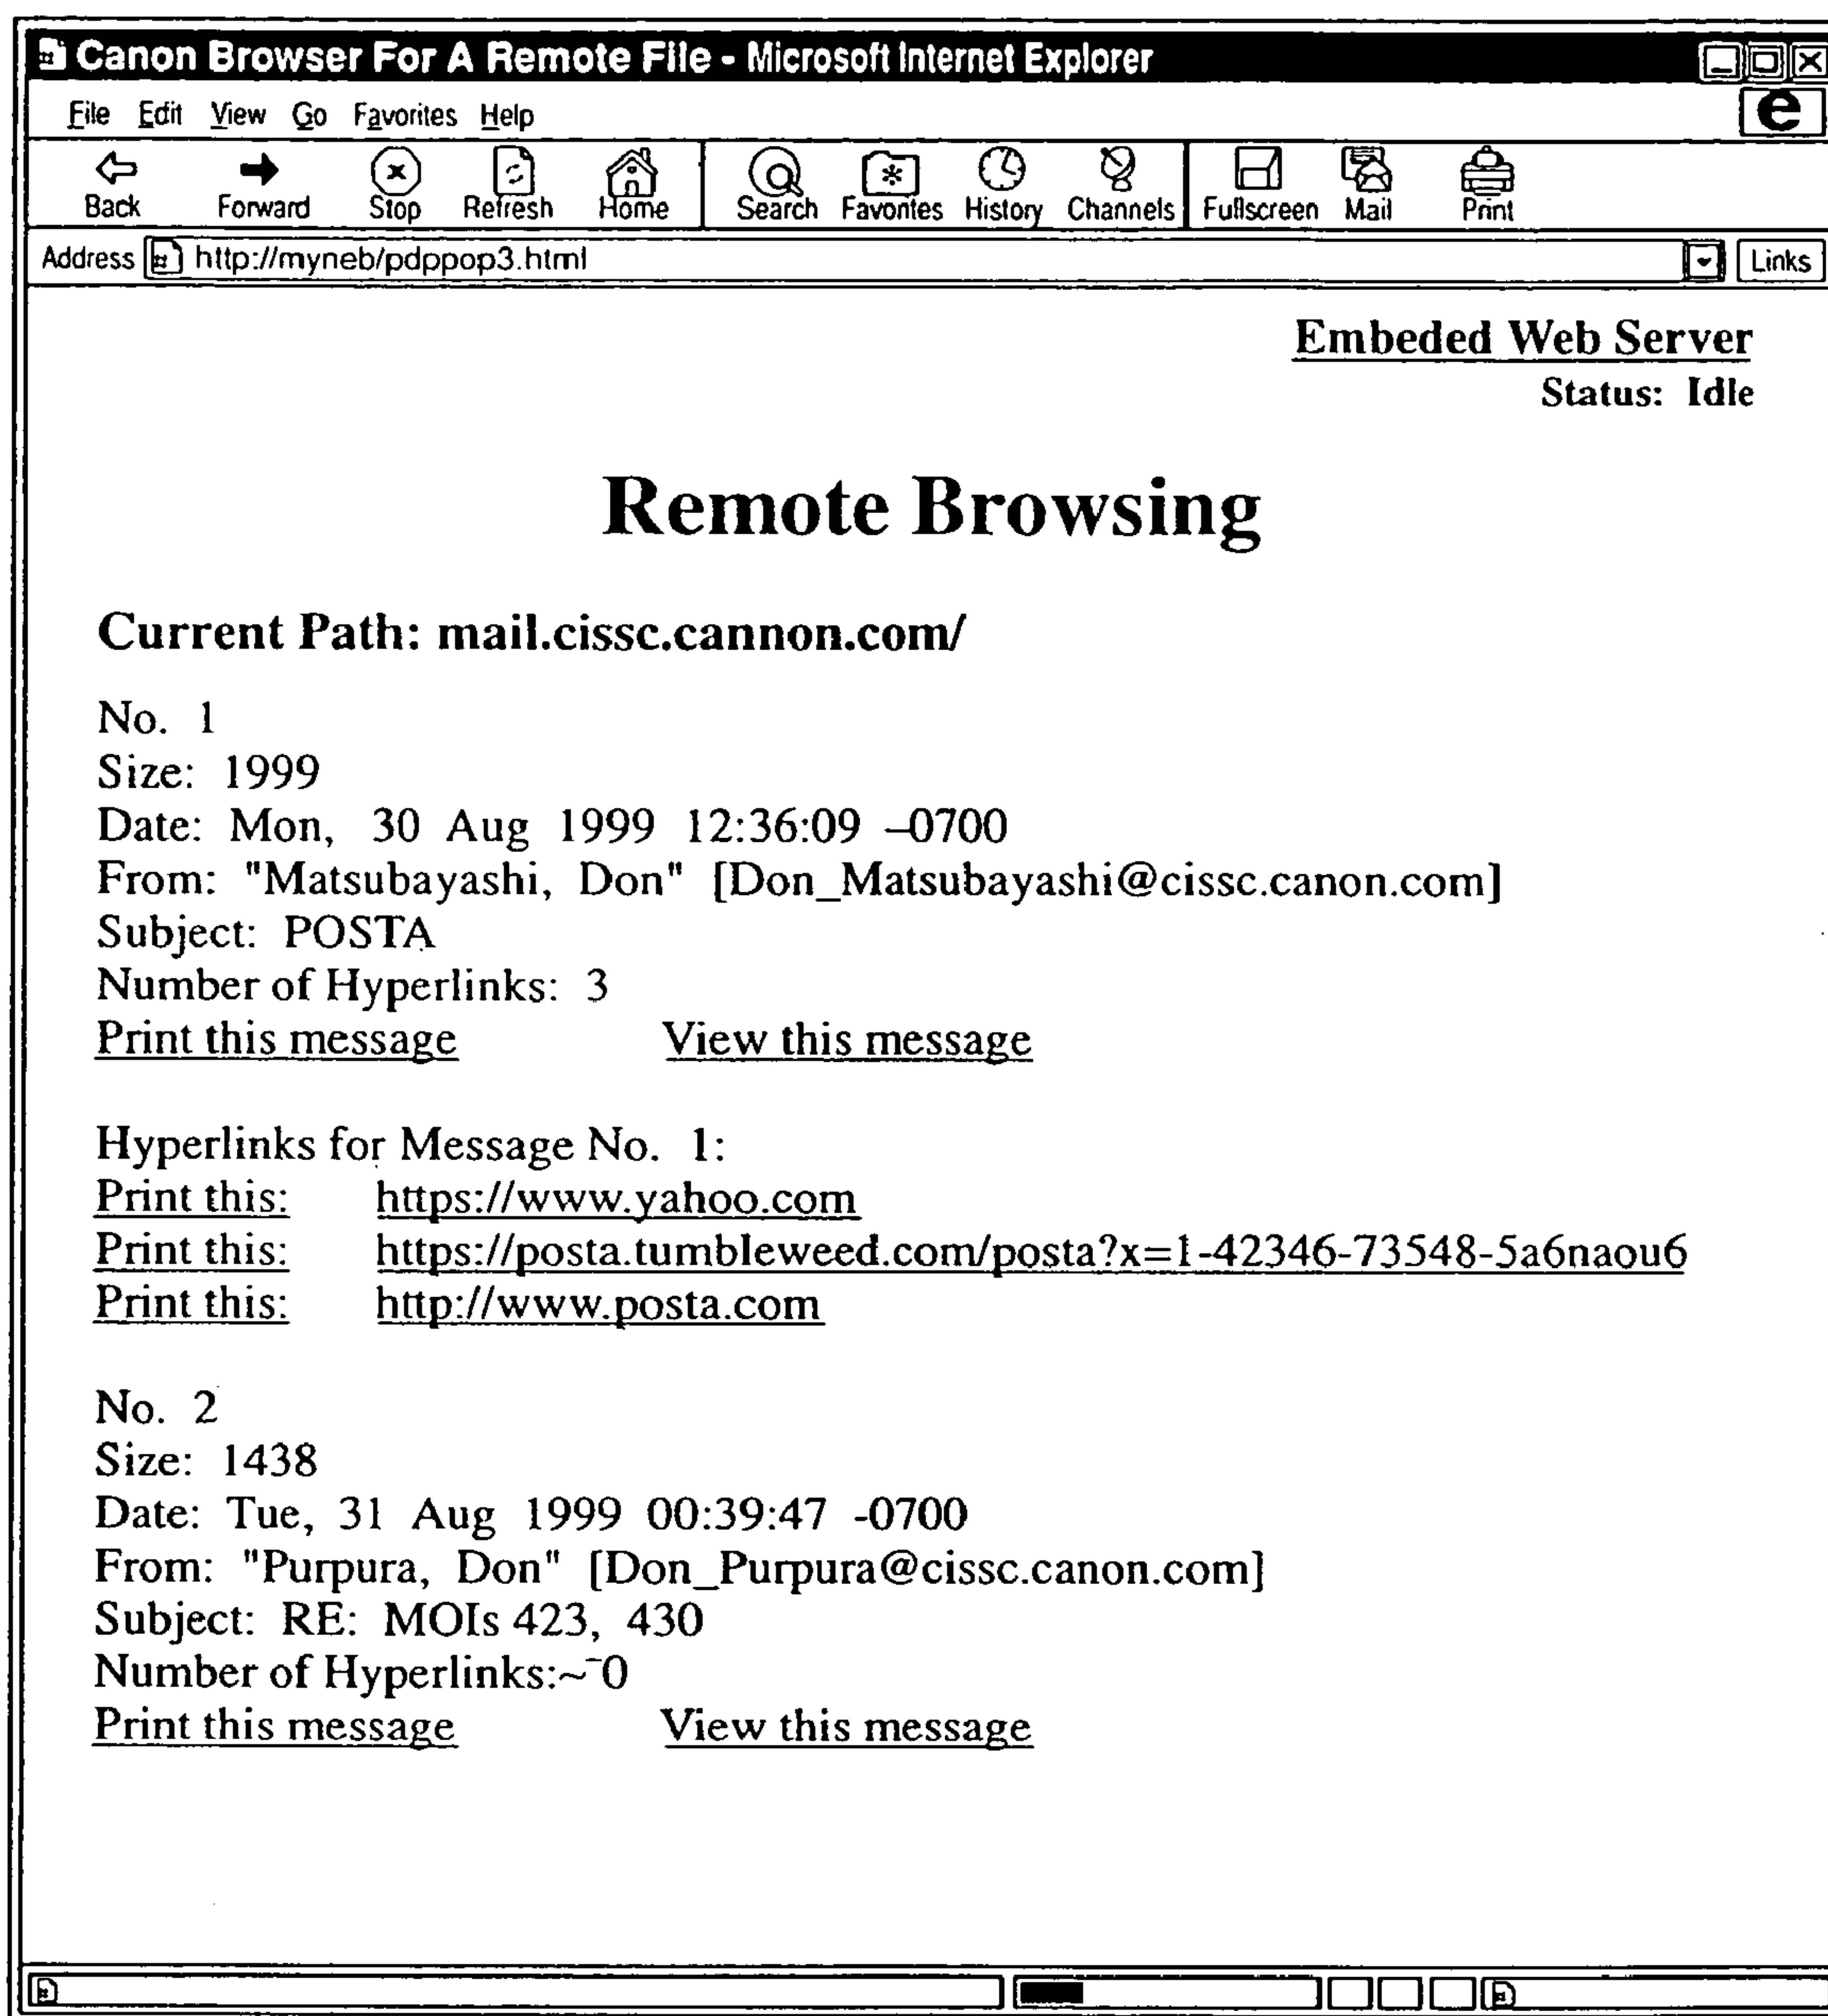 Canon Browser For A Remote File - Microsoft Internet Explorer
File Edit View Go Favorites Help
e
Back Forward Stop Refresh Home Search Favorites History Channels Fullscreen Mail Print
Address http://myneb/pdppop3.html Links
Embeded Web Server
Status: Idle
Remote Browsing
Current Path: mail.cissc.cannon.com/
No. 1
Size: 1999
Date: Mon, 30 Aug 1999 12:36:09 –0700
From: "Matsubayashi, Don" [Don_Matsubayashi@cissc.canon.com]
Subject: POSTA
Number of Hyperlinks: 3
Print this message View this message
Hyperlinks for Message No. 1:
Print this: https://www.yahoo.com
Print this: https://posta.tumbleweed.com/posta?x=1-42346-73548-5a6naou6
Print this: http://www.posta.com
No. 2
Size: 1438
Date: Tue, 31 Aug 1999 00:39:47 -0700
From: "Purpura, Don" [Don_Purpura@cissc.canon.com]
Subject: RE: MOIs 423, 430
Number of Hyperlinks:~¯0
Print this message View this message